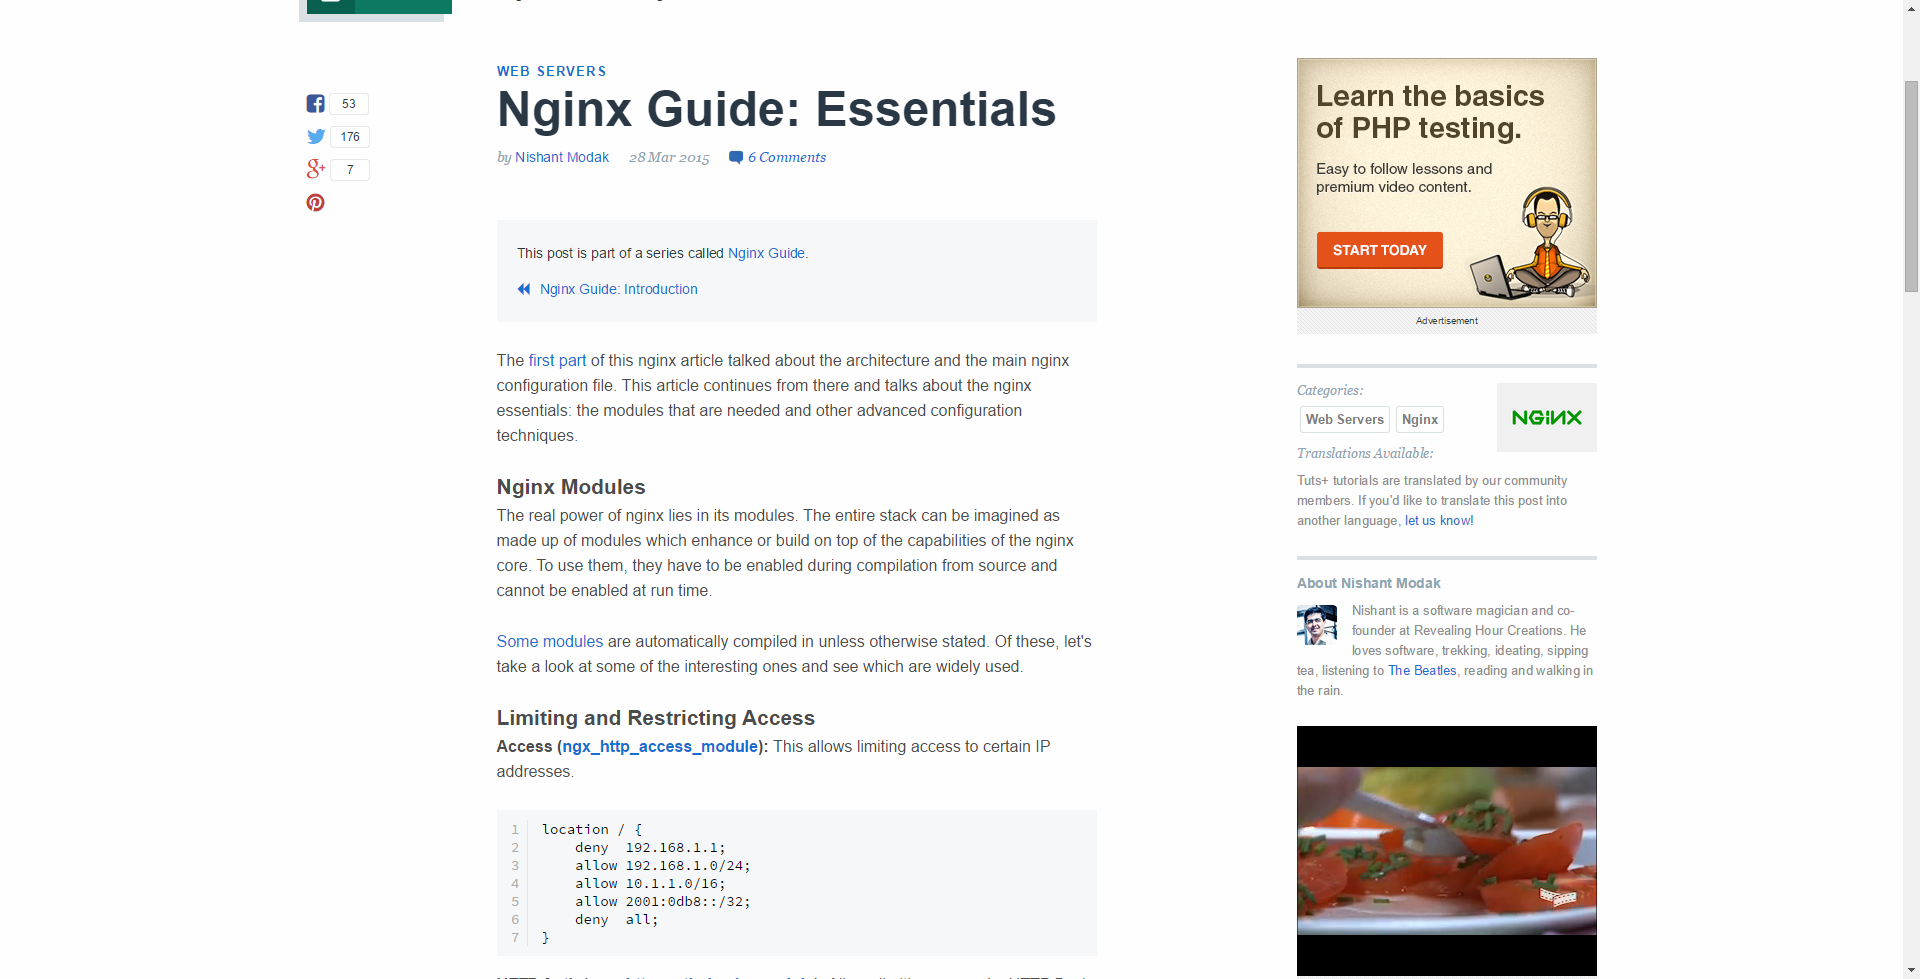 WEB SERVERS
Nginx Guide: Essentials
by Nishant Modak 28 Mar 2015 6 Comments
53
176
7
This post is part of a series called Nginx Guide.
Nginx Guide: Introduction
The first part of this nginx article talked about the architecture and the main nginx
configuration file. This article continues from there and talks about the nginx
essentials: the modules that are needed and other advanced configuration
techniques.
Nginx Modules
The real power of nginx lies in its modules. The entire stack can be imagined as
made up of modules which enhance or build on top of the capabilities of the nginx
core. To use them, they have to be enabled during compilation from source and
cannot be enabled at run time.
Some modules are automatically compiled in unless otherwise stated. Of these, let's
take a look at some of the interesting ones and see which are widely used.
Limiting and Restricting Access
Access (ngx_http_access_module): This allows limiting access to certain IP
addresses.
1 location / {
2 deny 192.168.1.1;
3 allow 192.168.1.0/24;
4 allow 10.1.1.0/16;
5 allow 2001:0db8::/32;
6 deny all;
7 }
Learn the basics
of PHP testing.
Easy to follow lessons and
premium video content.
START TODAY
Advertisement
Categories:
Web Servers Nginx
NGINX
Translations Available:
Tuts+ tutorials are translated by our community
members. If you'd like to translate this post into
another language, let us know!
About Nishant Modak
Nishant is a software magician and co-
founder at Revealing Hour Creations. He
loves software, trekking, ideating, sipping
tea, listening to The Beatles, reading and walking in
the rain.